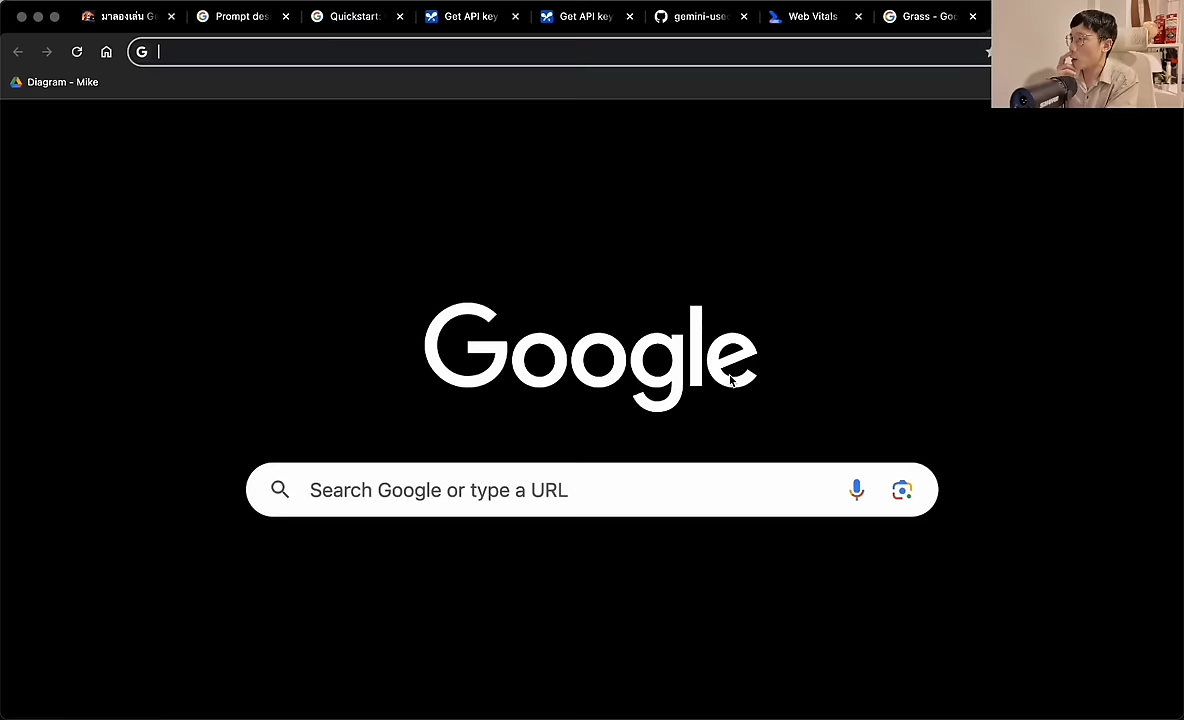 มาลองเล่น G
Prompt des
Quickstart:
Get API key
Get API key
gemini-use
Web Vitals
Grass - Goo
Diagram - Mike
Google
Search Google or type a URL
SHURE